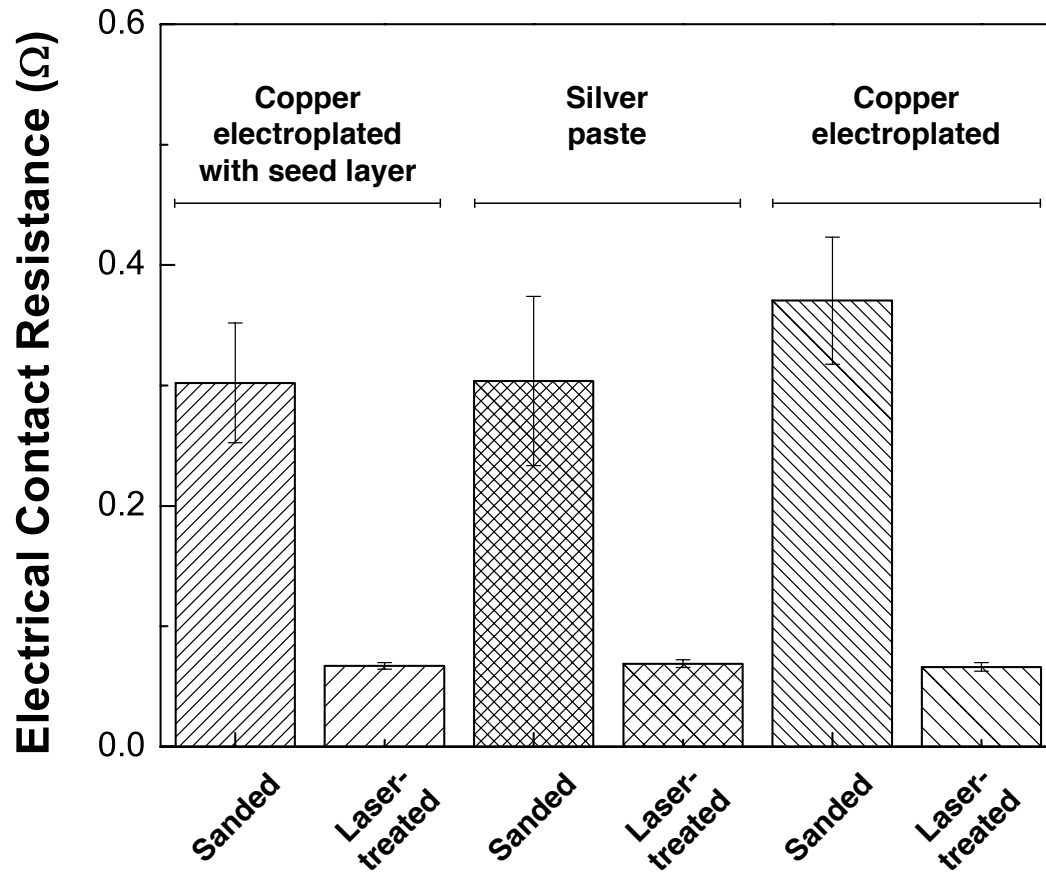 Electrical Contact Resistance (Ω)
0.6
0.4
0.2
0.0
Copper
electroplated
with seed layer
Silver
paste
Copper
electroplated
Sanded
Laser-
treated
Sanded
Laser-
treated
Sanded
Laser-
treated